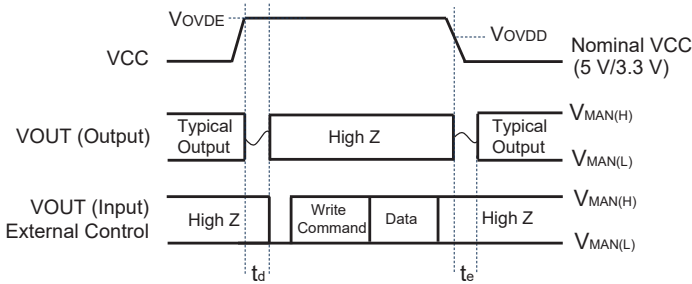 VOVDE
VOVDD
VCC
Nominal VCC
(5 V/3.3 V)
VOUT (Output)
Typical
Output
High Z
Typical
Output
VMAN(H)
VMAN(L)
VOUT (Input)
External Control
High Z
Write
Command
Data
High Z
VMAN(H)
VMAN(L)
td
te